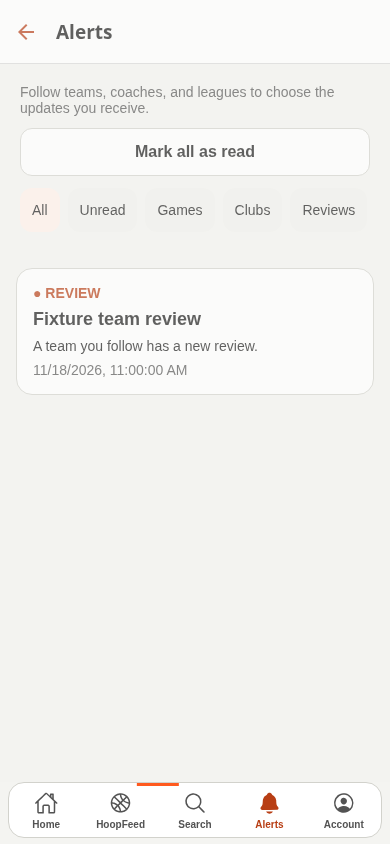 Alerts
Follow teams, coaches, and leagues to choose the
updates you receive.
Mark all as read
All Unread Games Clubs Reviews
● REVIEW
Fixture team review
A team you follow has a new review.
11/18/2026, 11:00:00 AM
Home HoopFeed Search Alerts Account